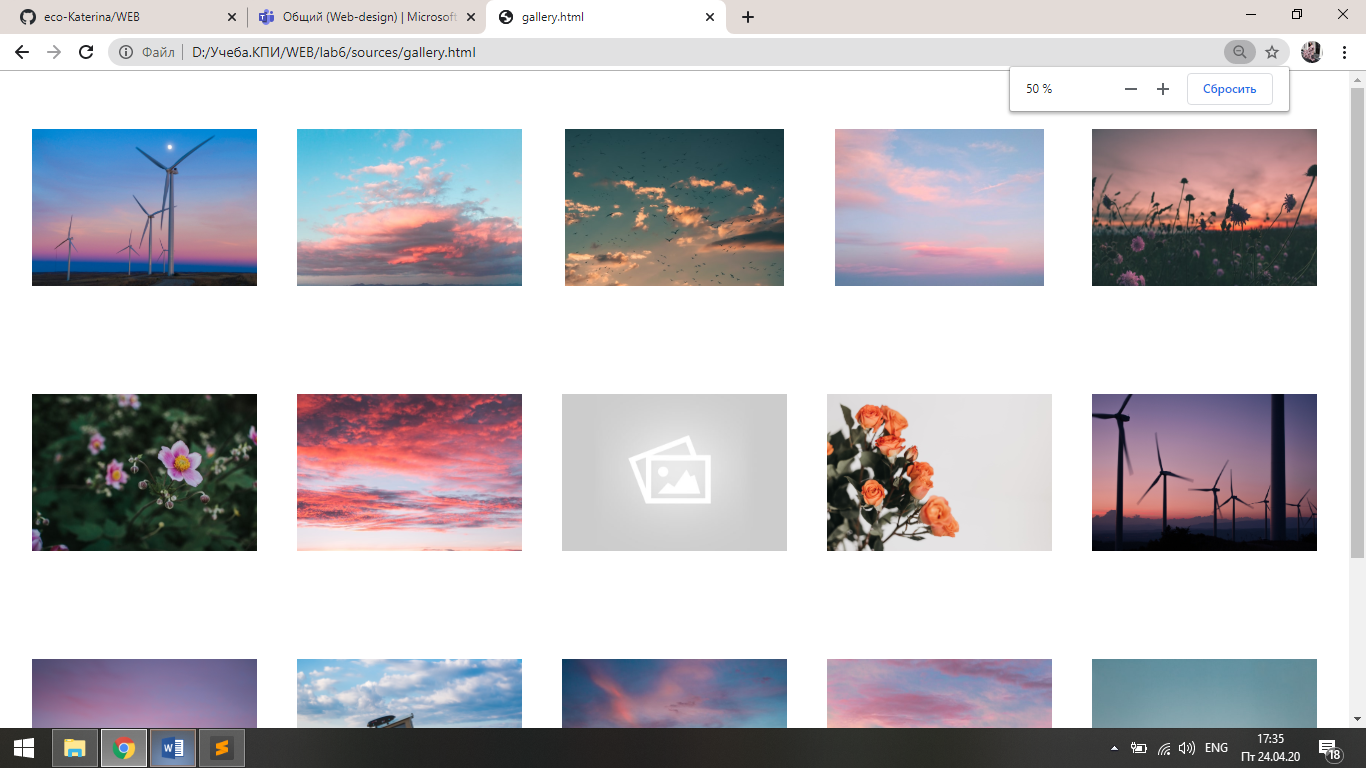 eco-Katerina/WEB
Общий (Web-design) | Microsoft
gallery.html
Файл | D:/Учеба.КПИ/WEB/lab6/sources/gallery.html
50 %
Сбросить
ENG
17:35
Пт 24.04.20
18